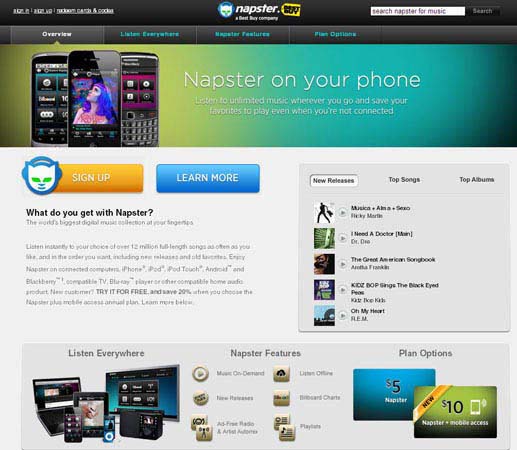 sign in | sign up | redeem cards & codes
napster.
a Best Buy company
search napster for music
Search
Overview
Listen Everywhere
Napster Features
Plan Options
Napster on your phone
Listen to unlimited music wherever you go and save your
favorites to play even when you're not connected.
SIGN UP
LEARN MORE
What do you get with Napster?
The world's biggest digital music collection at your fingertips
Listen instantly to your choice of over 12 million full-length songs as often as you
like, and in the order you want, including new releases and old favorites. Enjoy
Napster on connected computers, iPhone®, iPod®, iPod Touch®, Android™ and
Blackberry™, compatible TV, Blu-ray™ player or other compatible home audio
product. New customer? TRY IT FOR FREE, and save 20% when you choose the
Napster plus mobile access annual plan. Learn more below.
New Releases
Top Songs
Top Albums
Musica + Alma + Sexo
Ricky Martin
I Need A Doctor [Main]
Dr. Dre
The Great American Songbook
Aretha Franklin
KIDZ BOP Sings The Black Eyed
Peas
Kidz Bop Kids
Oh My Heart
R.E.M.
Listen Everywhere
Napster Features
Music On-Demand
Listen Offline
New Releases
Billboard Charts
Ad-Free Radio
& Artist Automix
Playlists
Plan Options
$5
Napster
NEW
$10
Napster + mobile access